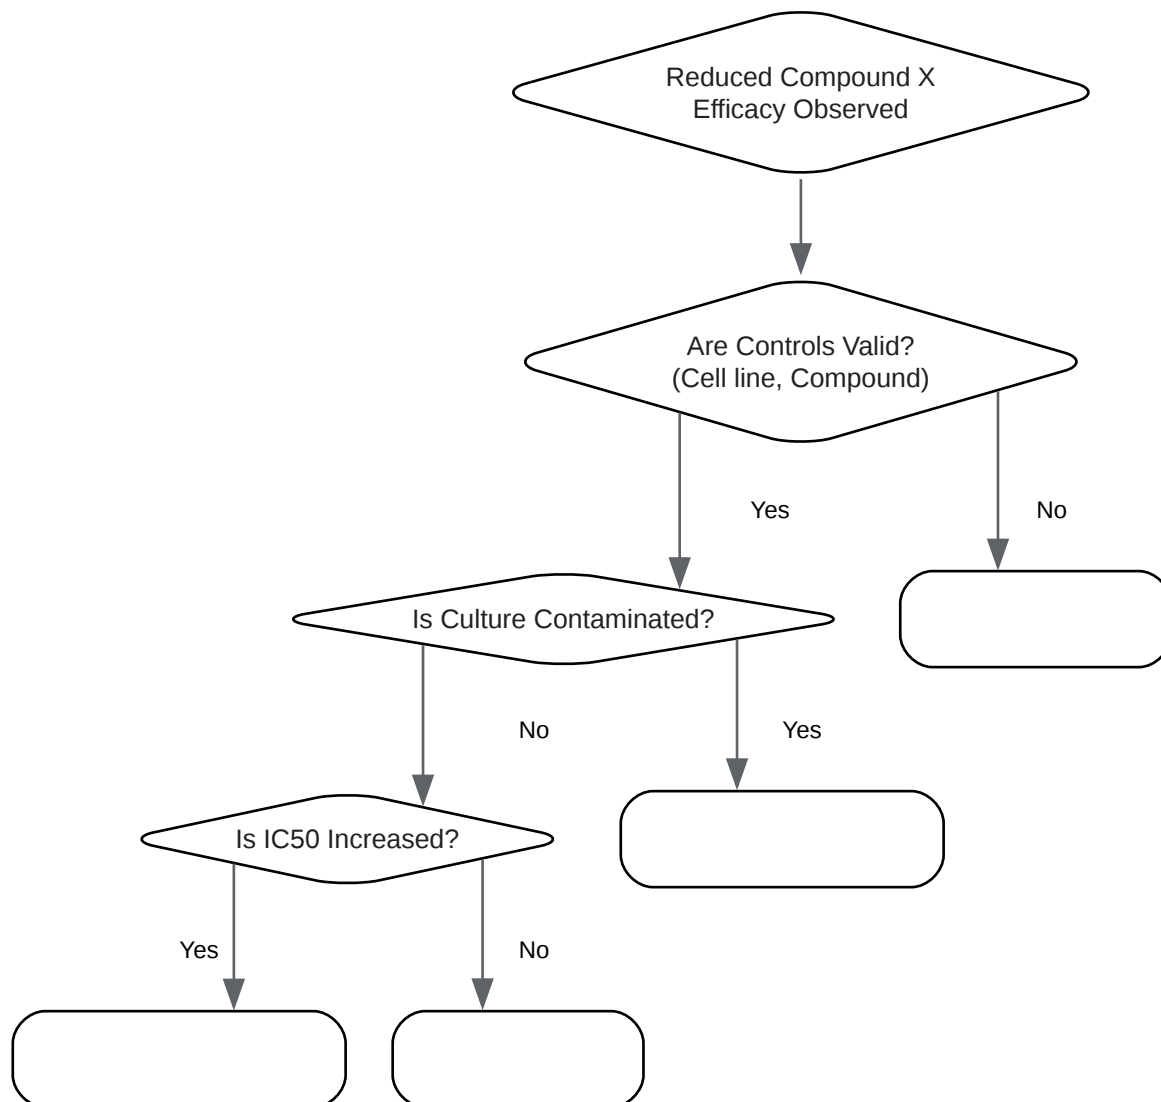 Reduced Compound X
Efficacy Observed
Are Controls Valid?
(Cell line, Compound)
Yes
No
Is Culture Contaminated?
No
Yes
Is IC50 Increased?
Yes
No